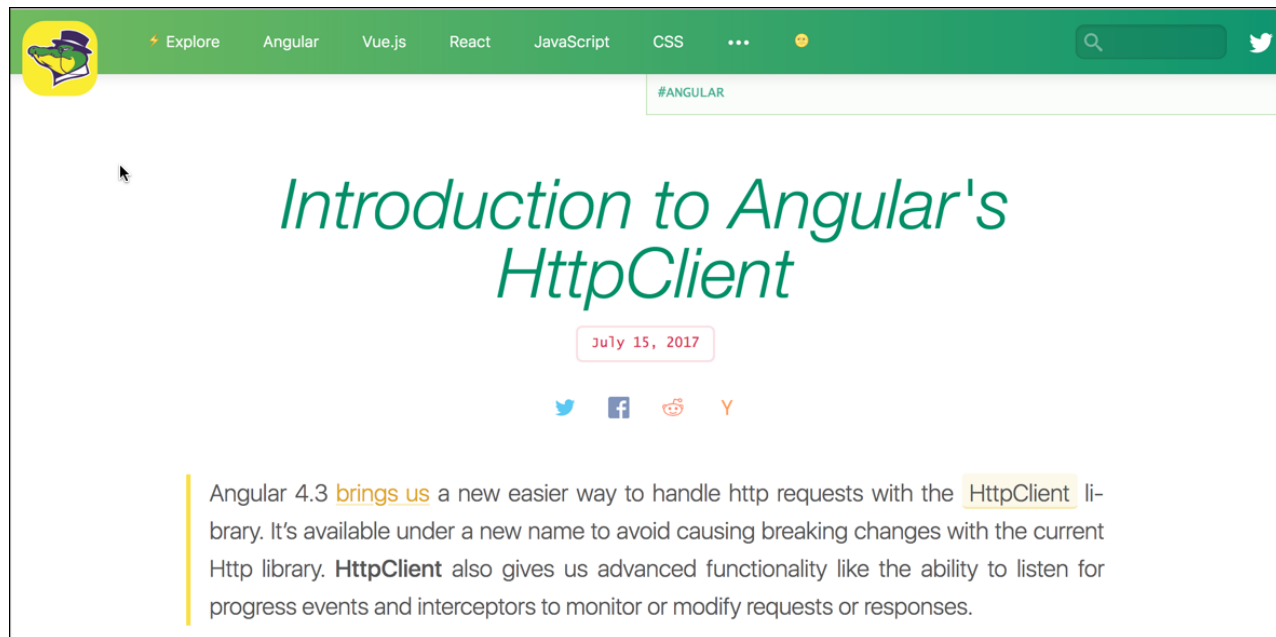 Explore Angular Vue.js React JavaScript CSS
#ANGULAR
Introduction to Angular's
HttpClient
July 15, 2017
Angular 4.3 brings us a new easier way to handle http requests with the HttpClient li-
brary. It’s available under a new name to avoid causing breaking changes with the current
Http library. HttpClient also gives us advanced functionality like the ability to listen for
progress events and interceptors to monitor or modify requests or responses.